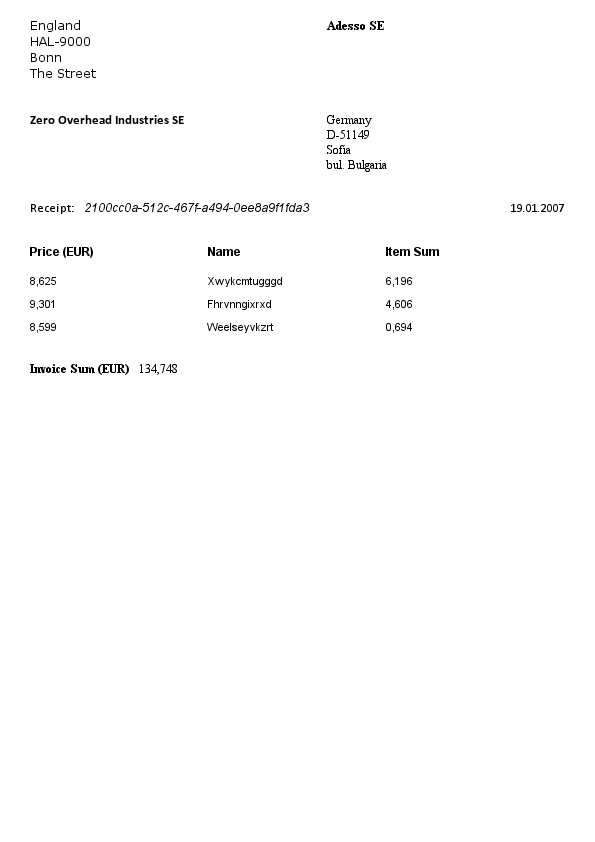 England
HAL-9000
Bonn
The Street
Adesso SE
Zero Overhead Industries SE
Germany
D-51149
Sofia
bul. Bulgaria
Receipt: 2100cc0a-512c-467f-a494-0ee8a9f1fda3 19.01.2007
Price (EUR) Name Item Sum
8,625 Xwykcmtugggd 6,196
9,301 Fhrvnngixrxd 4,606
8,599 Weelseyvkzrt 0,694
Invoice Sum (EUR) 134,748